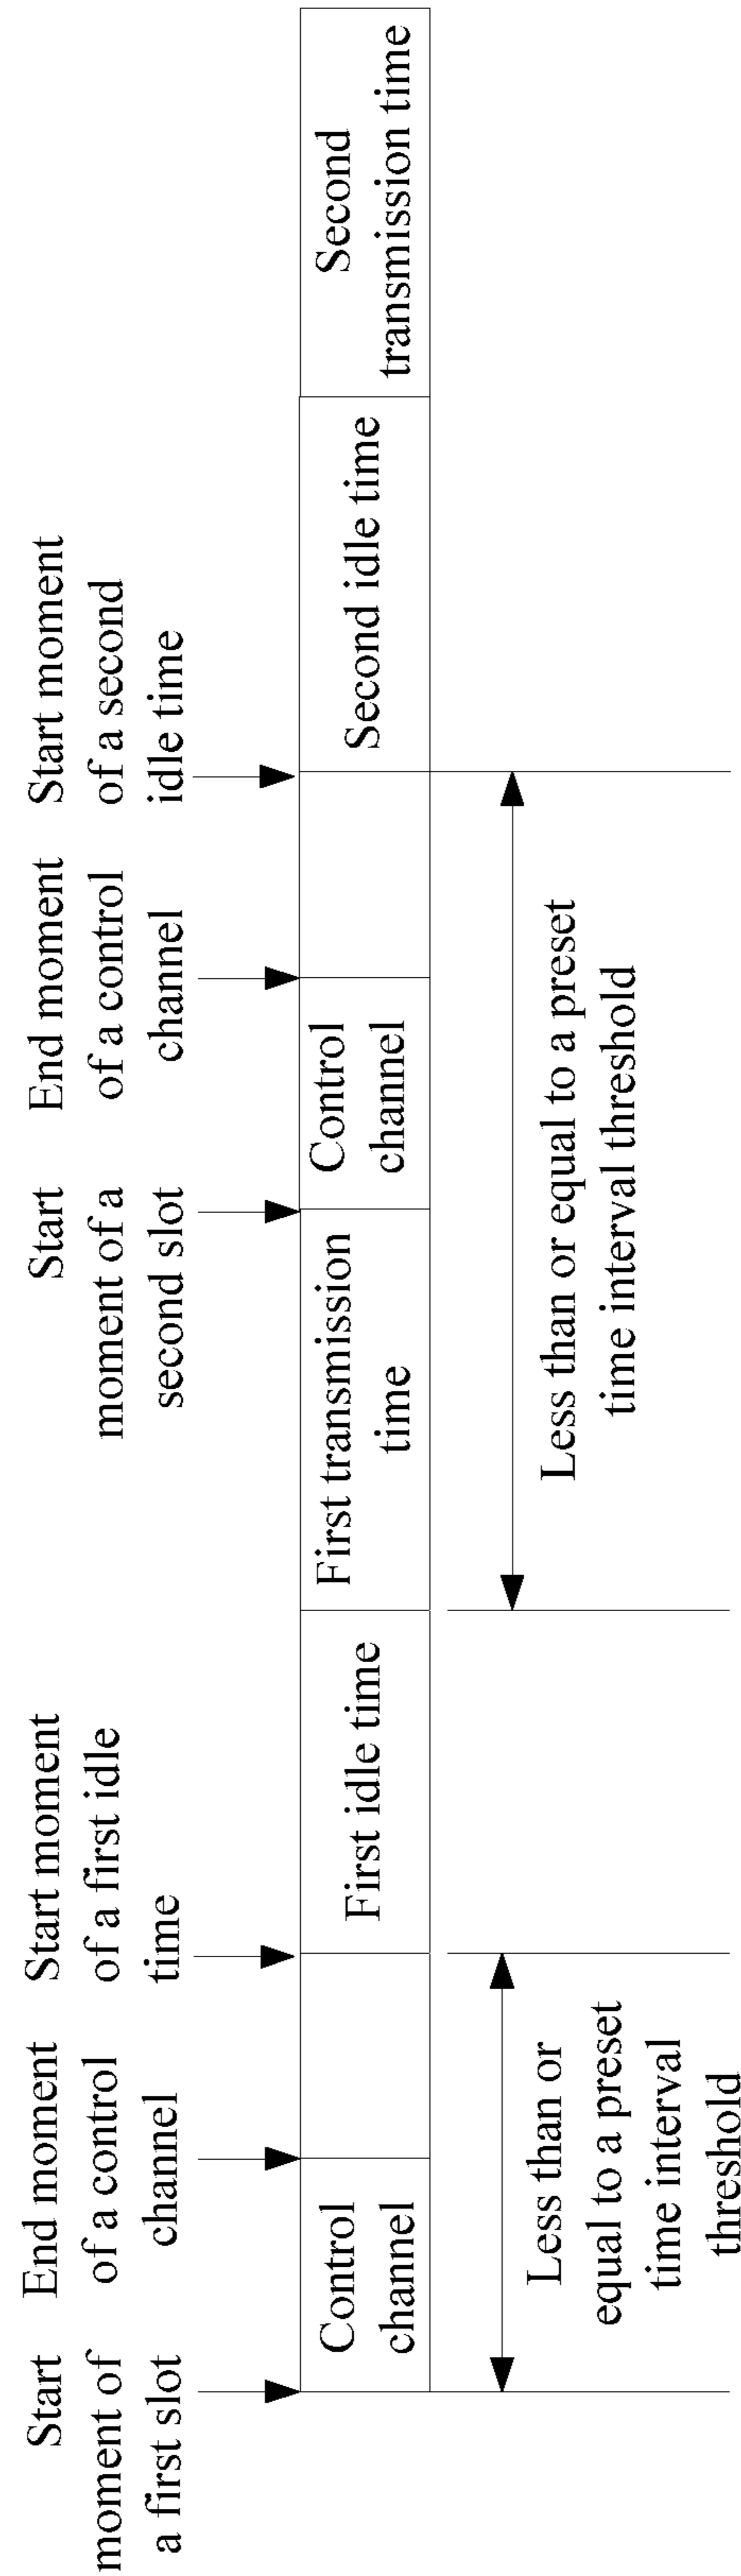 Start
moment of
a first slot
End moment
of a control
channel
Start moment
of a first idle
time
Start
moment of a
second slot
End moment
of a control
channel
Start moment
of a second
idle time
Control
channel
First idle time
First transmission
time
Control
channel
Second idle time
Second
transmission time
Less than or
equal to a preset
time interval
threshold
Less than or equal to a preset
time interval threshold